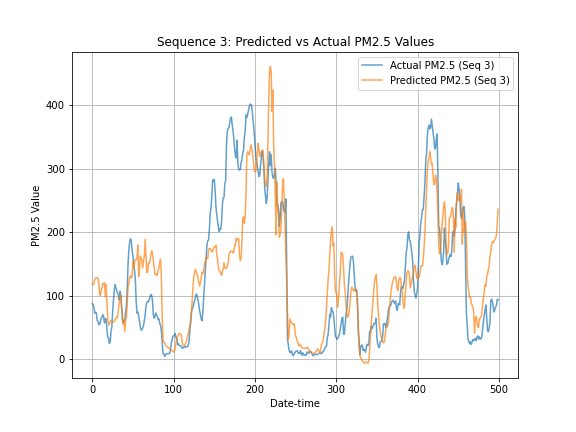 Sequence 3: Predicted vs Actual PM2.5 Values
Actual PM2.5 (Seq 3)
Predicted PM2.5 (Seq 3)
400
300
200
100
0
PM2.5 Value
0 100 200 300 400 500
Date-time